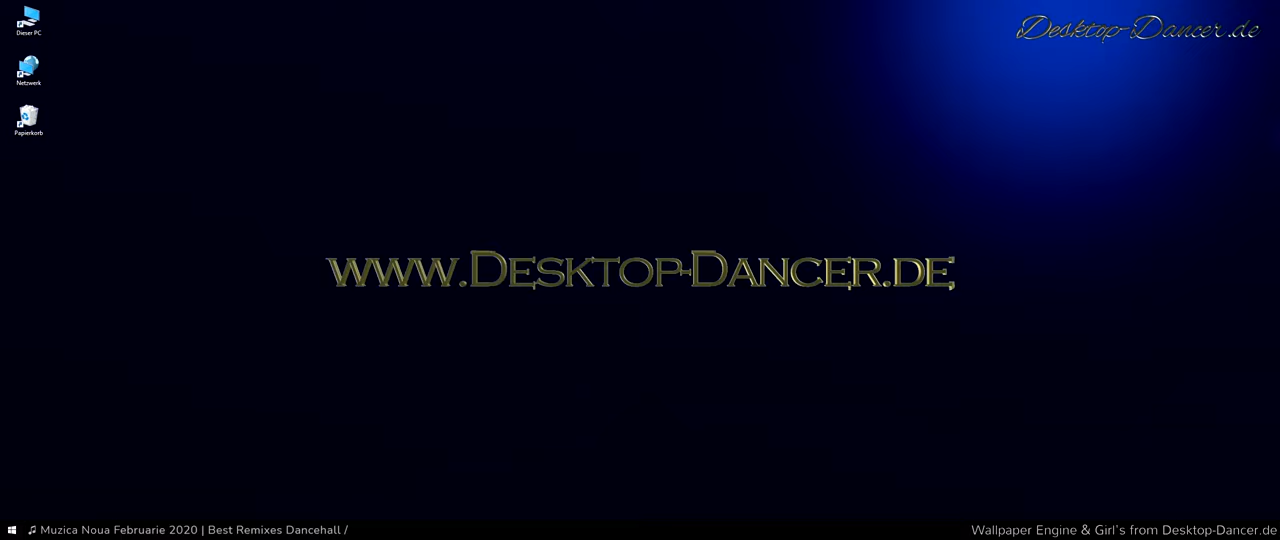 Dieser PC
Desktop-Dancer.de
Netzwerk
Papierkorb
www.Desktop-Dancer.de
♫ Muzica Noua Februarie 2020 | Best Remixes Dancehall /
Wallpaper Engine & Girl's from Desktop-Dancer.de